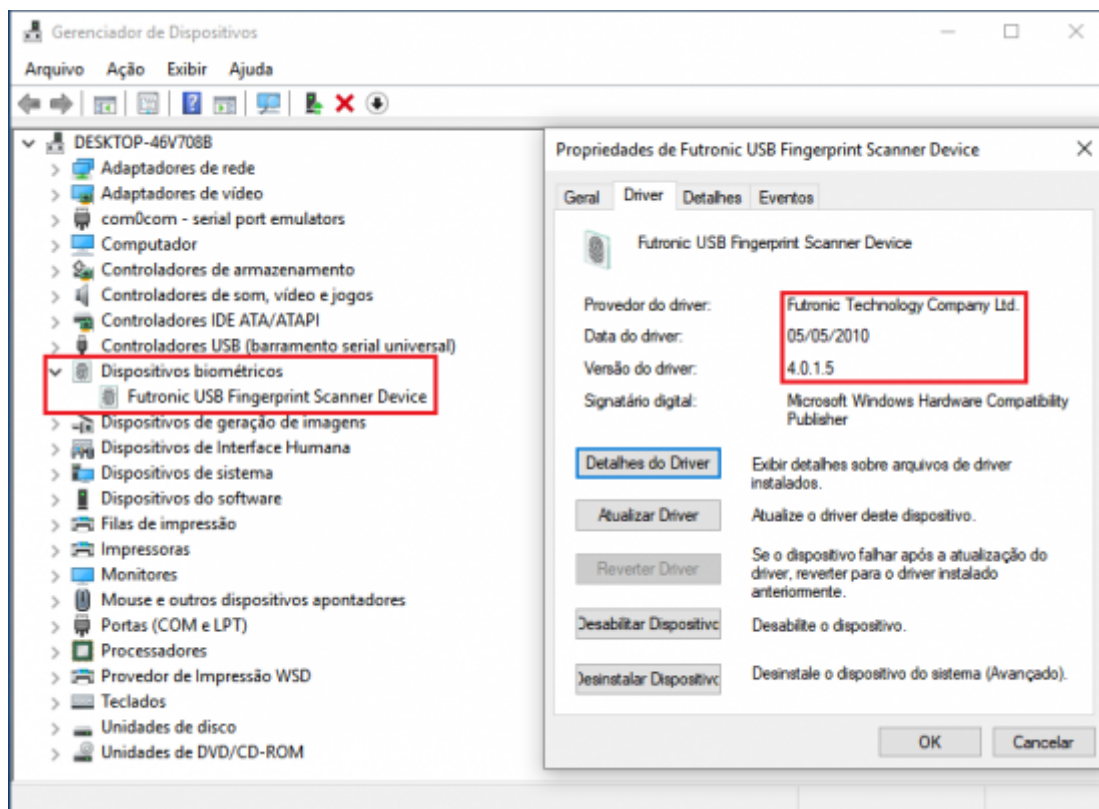 Gerenciador de Dispositivos
Arquivo Ação Exibir Ajuda
DESKTOP-46V708B
Adaptadores de rede
Adaptadores de vídeo
com0com - serial port emulators
Computador
Controladores de armazenamento
Controladores de som, vídeo e jogos
Controladores IDE ATA/ATAPI
Controladores USB (barramento serial universal)
Dispositivos biométricos
Futronic USB Fingerprint Scanner Device
Dispositivos de geração de imagens
Dispositivos de Interface Humana
Dispositivos de sistema
Dispositivos do software
Filas de impressão
Impressoras
Monitores
Mouse e outros dispositivos apontadores
Portas (COM e LPT)
Processadores
Provedor de Impressão WSD
Teclados
Unidades de disco
Unidades de DVD/CD-ROM
Propriedades de Futronic USB Fingerprint Scanner Device
Geral Driver Detalhes Eventos
Futronic USB Fingerprint Scanner Device
Provedor do driver: Futronic Technology Company Ltd.
Data do driver: 05/05/2010
Versão do driver: 4.0.1.5
Signatário digital: Microsoft Windows Hardware Compatibility
Publisher
Detalhes do Driver Exibir detalhes sobre arquivos de driver
instalados.
Atualizar Driver Atualize o driver deste dispositivo.
Reverter Driver Se o dispositivo falhar após a atualização do
driver, reverter para o driver instalado
anteriormente.
Desabilitar Dispositivo Desabilite o dispositivo.
Desinstalar Dispositivo Desinstale o dispositivo do sistema (Avançado).
OK Cancelar